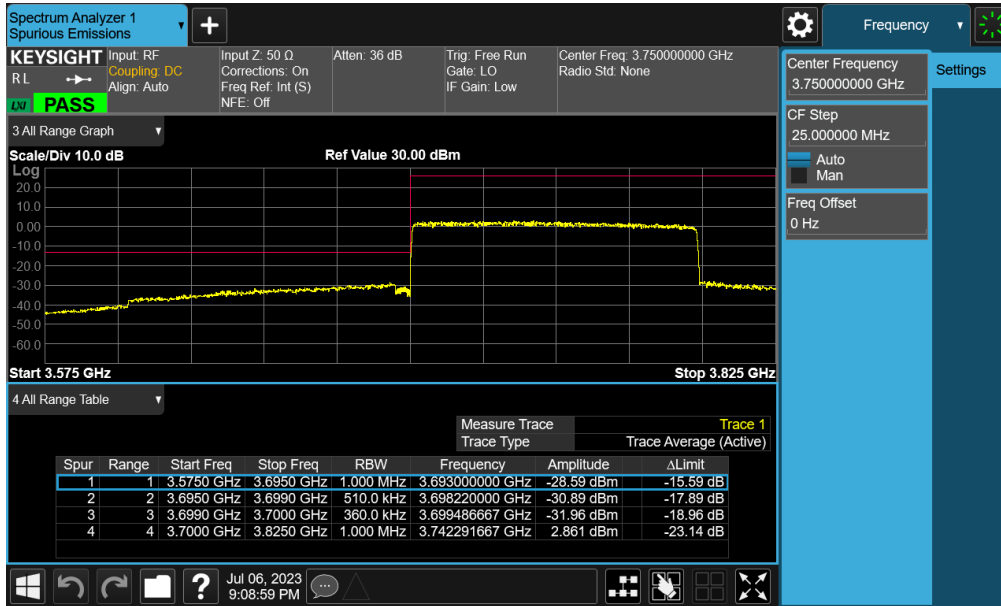 Spectrum Analyzer 1
Spurious Emissions
Frequency
KEYSIGHT Input: RF Input Z: 50 Ω Atten: 36 dB Trig: Free Run Center Freq: 3.750000000 GHz
RL Coupling: DC Corrections: On Gate: LO Radio Std: None
Align: Auto Freq Ref: Int (S) IF Gain: Low
LXI PASS NFE: Off
Center Frequency
3.750000000 GHz
Settings
CF Step
25.000000 MHz
Auto
Man
Freq Offset
0 Hz
3 All Range Graph
Scale/Div 10.0 dB Ref Value 30.00 dBm
Log
20.0
10.0
0.00
-10.0
-20.0
-30.0
-40.0
-50.0
-60.0
Start 3.575 GHz Stop 3.825 GHz
4 All Range Table
Measure Trace Trace 1
Trace Type Trace Average (Active)
Spur Range Start Freq Stop Freq RBW Frequency Amplitude ΔLimit
1 1 3.5750 GHz 3.6950 GHz 1.000 MHz 3.693000000 GHz -28.59 dBm -15.59 dB
2 2 3.6950 GHz 3.6990 GHz 510.0 kHz 3.698220000 GHz -30.89 dBm -17.89 dB
3 3 3.6990 GHz 3.7000 GHz 360.0 kHz 3.699486667 GHz -31.96 dBm -18.96 dB
4 4 3.7000 GHz 3.8250 GHz 1.000 MHz 3.742291667 GHz 2.861 dBm -23.14 dB
Jul 06, 2023
9:08:59 PM